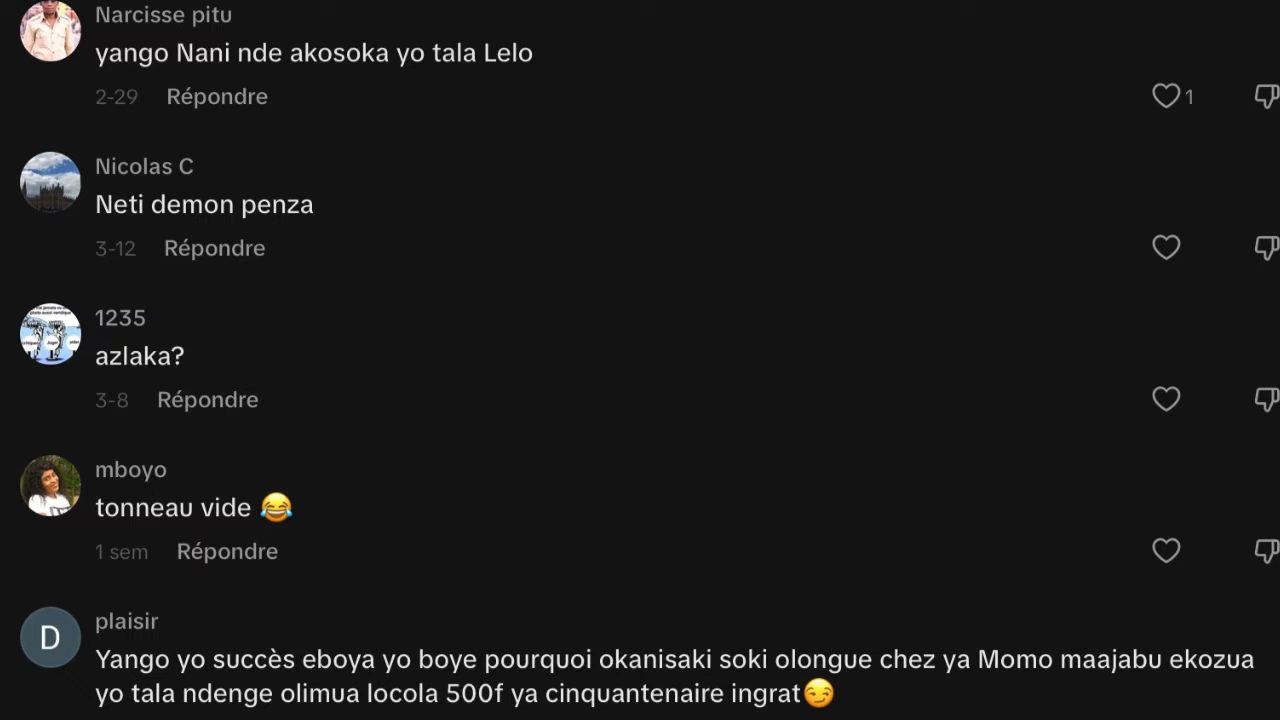 Narcisse pitu
yango Nani nde akosoka yo tala Lelo
2-29 Répondre
1
Nicolas C
Neti demon penza
3-12 Répondre
1235
azlaka?
3-8 Répondre
mboyo
tonneau vide 😂
1 sem Répondre
D
plaisir
Yango yo succès eboya yo boye pourquoi okanisaki soki olongue chez ya Momo maajabu ekozua
yo tala ndenge olimua locola 500f ya cinquantenaire ingrat😏